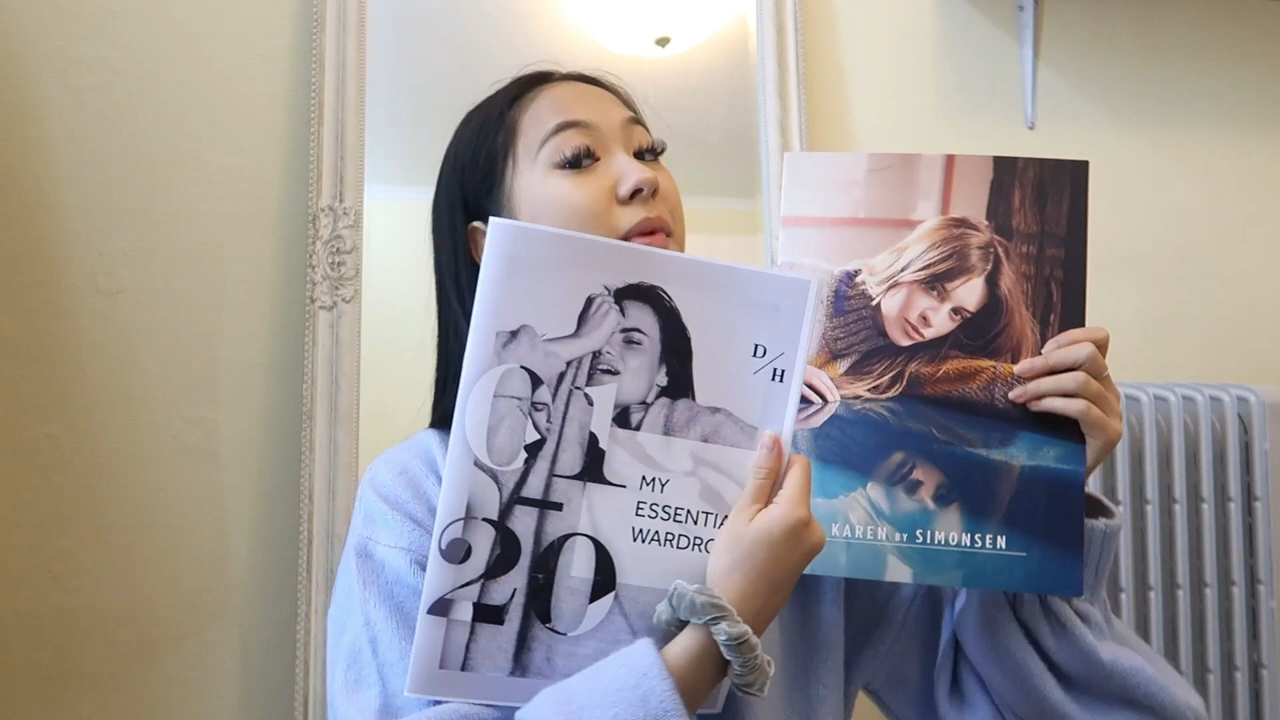 D/H
01
–
20
MY
ESSENTIA
WARDRO
KAREN BY SIMONSEN